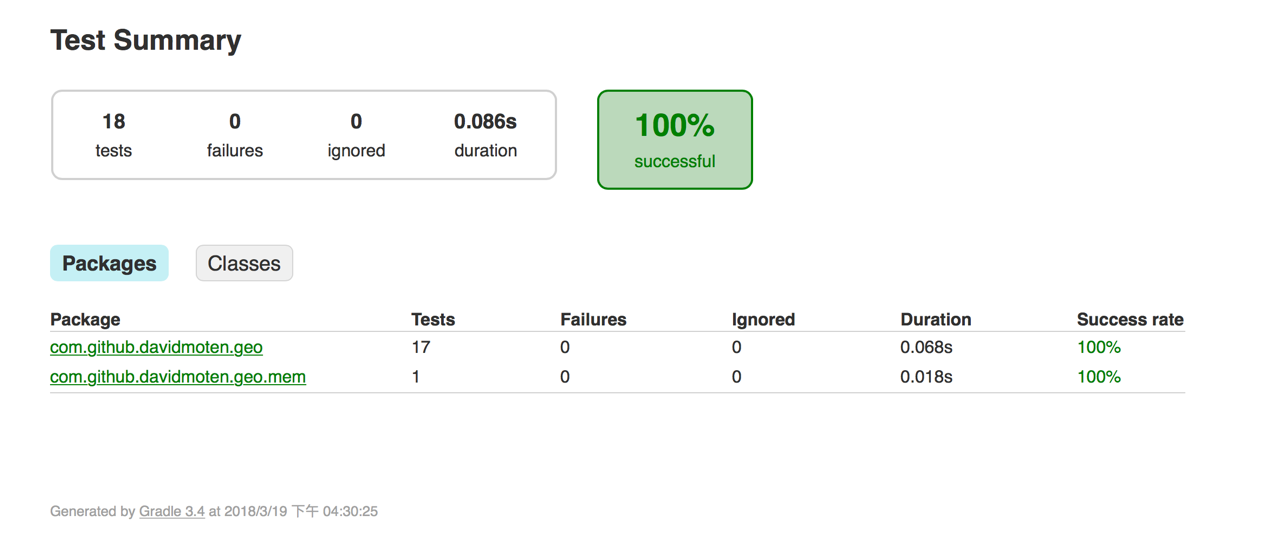 Test Summary
18 0 0 0.086s
tests failures ignored duration
100%
successful
Packages Classes
Package Tests Failures Ignored Duration Success rate
com.github.davidmoten.geo 17 0 0 0.068s 100%
com.github.davidmoten.geo.mem 1 0 0 0.018s 100%
Generated by Gradle 3.4 at 2018/3/19 下午 04:30:25